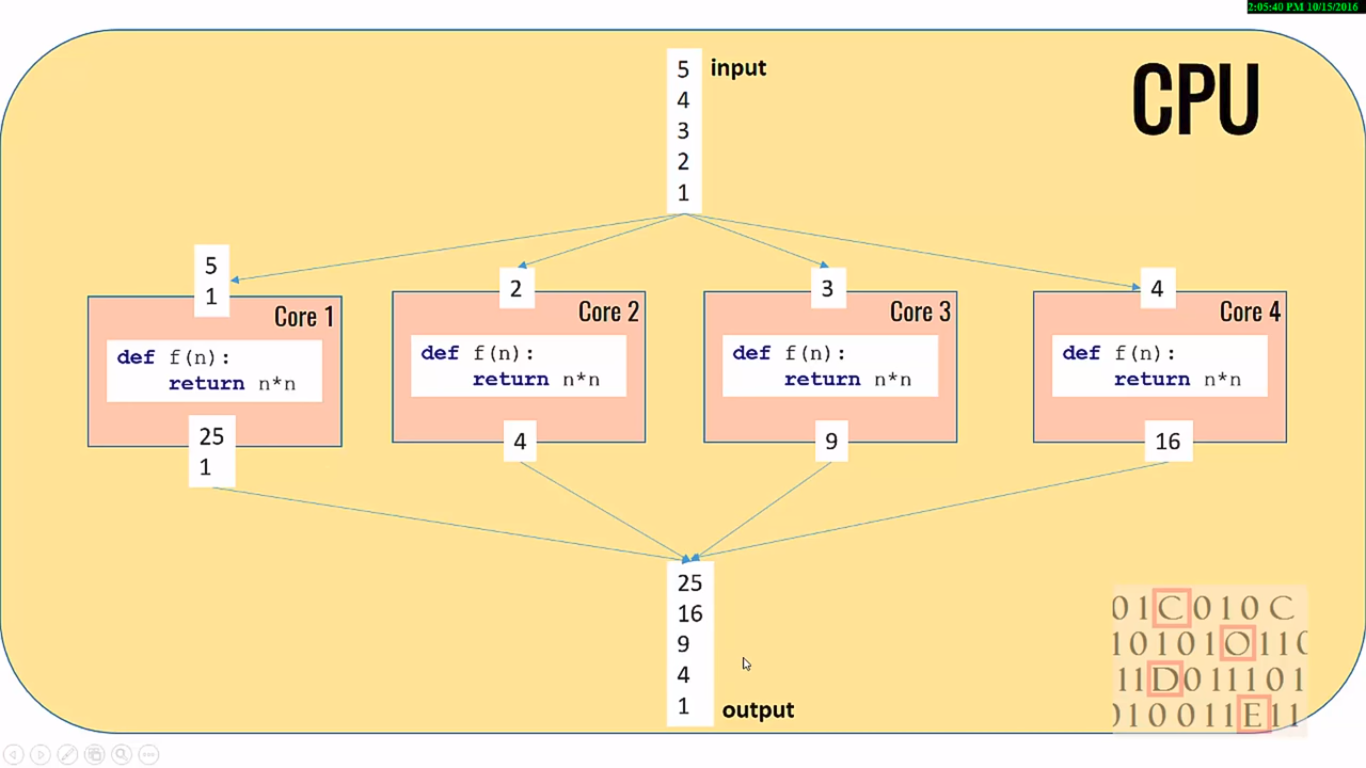 2:05:40 PM 10/15/2016
CPU
input
5
4
3
2
1
5
1
Core 1
def f(n):
return n*n
25
1
2
Core 2
def f(n):
return n*n
4
3
Core 3
def f(n):
return n*n
9
4
Core 4
def f(n):
return n*n
16
25
16
9
4
1
output
01C010C
101010110
11D011101
010011E11